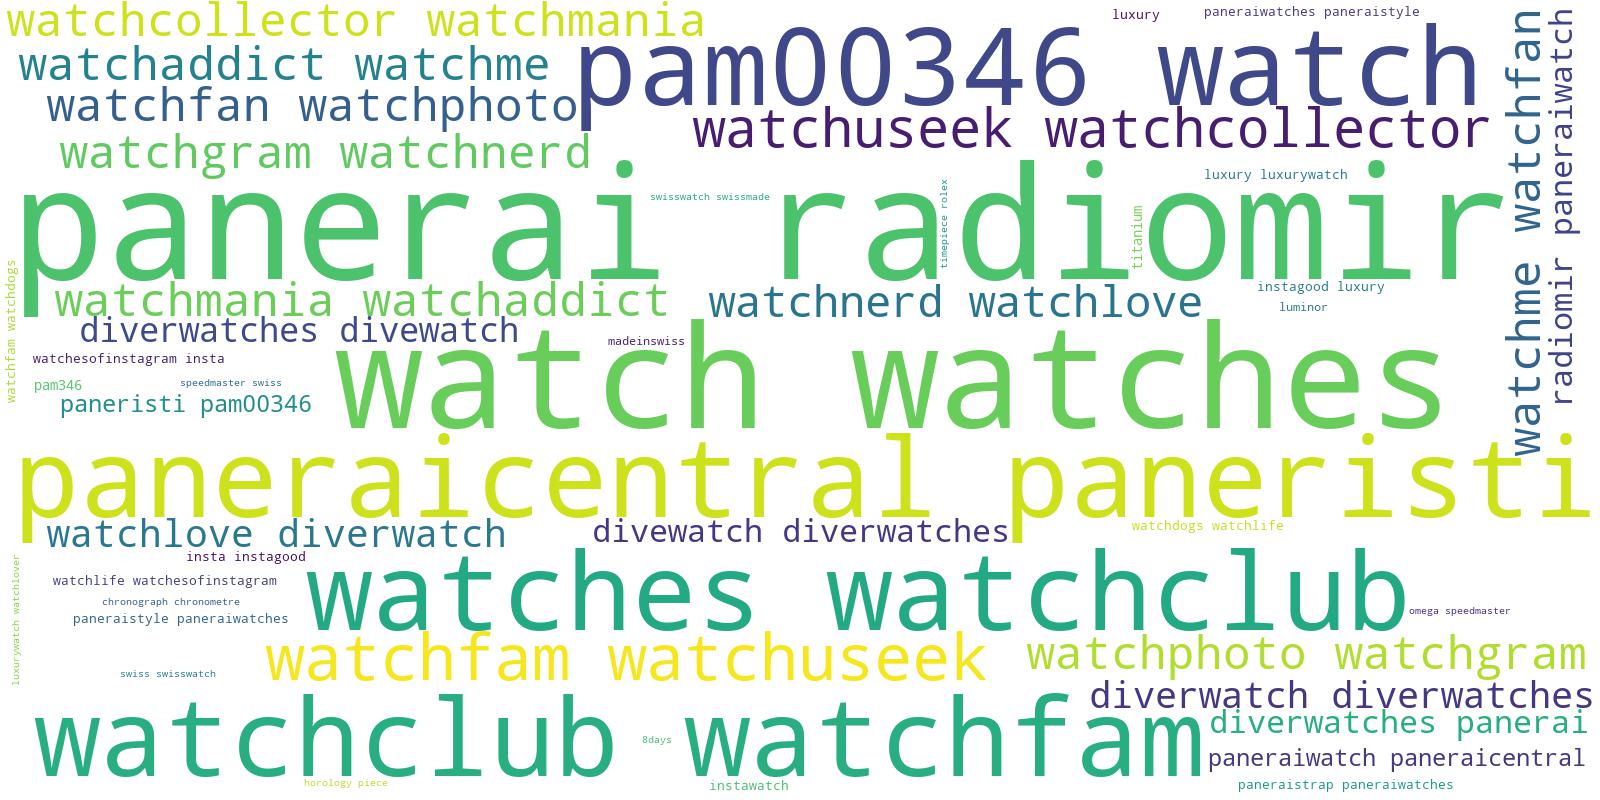 watchcollector watchmania
luxury
paneraiwatches paneraistyle
watchaddict watchme
pam00346 watch
watchfan watchphoto
watchuseek watchcollector
watchme watchfan
radiomir paneraiwatch
watchgram watchnerd
luxury luxurywatch
panerai radiomir
swisswatch swissmade
timepiece rolex
titanium
watchfam watchdogs
watchmania watchaddict
watchnerd watchlove
instagood luxury
luminor
diverwatches divewatch
madeinswiss
watchesofinstagram insta
watch watches
pam346
speedmaster swiss
paneristi pam00346
paneraicentral paneristi
watchlove diverwatch
divewatch diverwatches
watchdogs watchlife
insta instagood
luxurywatch watchlover
watchlife watchesofinstagram
watches watchclub
chronograph chronometre
omega speedmaster
paneraistyle paneraiwatches
watchfam watchuseek
watchphoto watchgram
swiss swisswatch
diverwatch diverwatches
watchclub watchfam
diverwatches panerai
8days
paneraiwatch paneraicentral
horology piece
instawatch
paneraistrap paneraiwatches